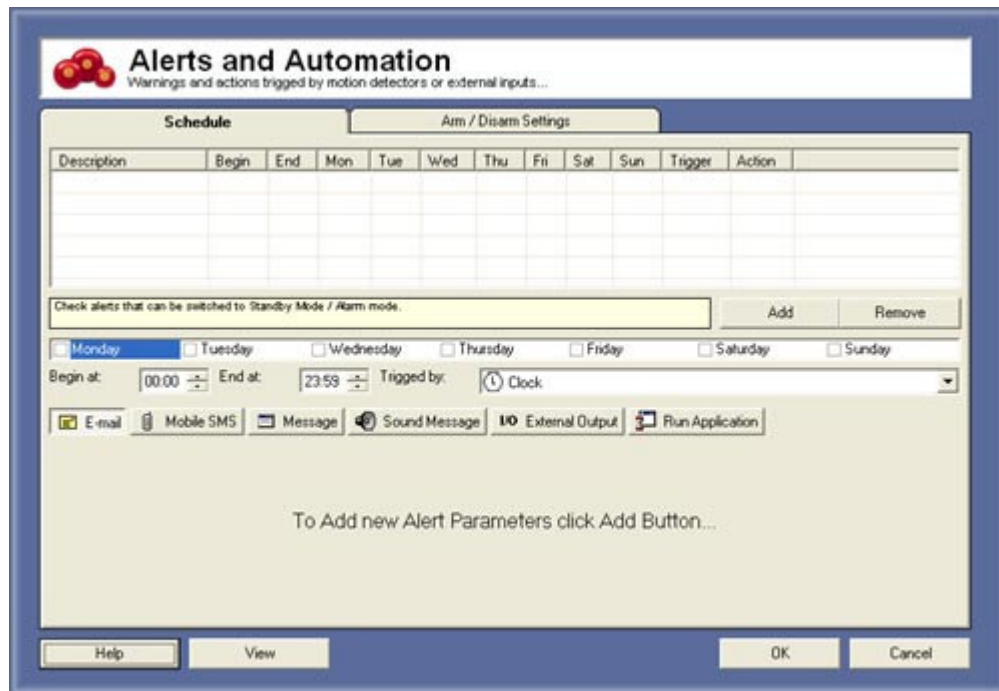 Alerts and Automation
Warnings and actions trigged by motion detectors or external inputs...
Schedule Arm / Disarm Settings
Description Begin End Mon Tue Wed Thu Fri Sat Sun Trigger Action
Check alerts that can be switched to Standby Mode / Alarm mode.
Add Remove
Monday Tuesday Wednesday Thursday Friday Saturday Sunday
Begin at: 00:00 End at: 23:59 Trigged by: Clock
E-mail Mobile SMS Message Sound Message I/O External Output Run Application
To Add new Alert Parameters click Add Button...
Help View OK Cancel